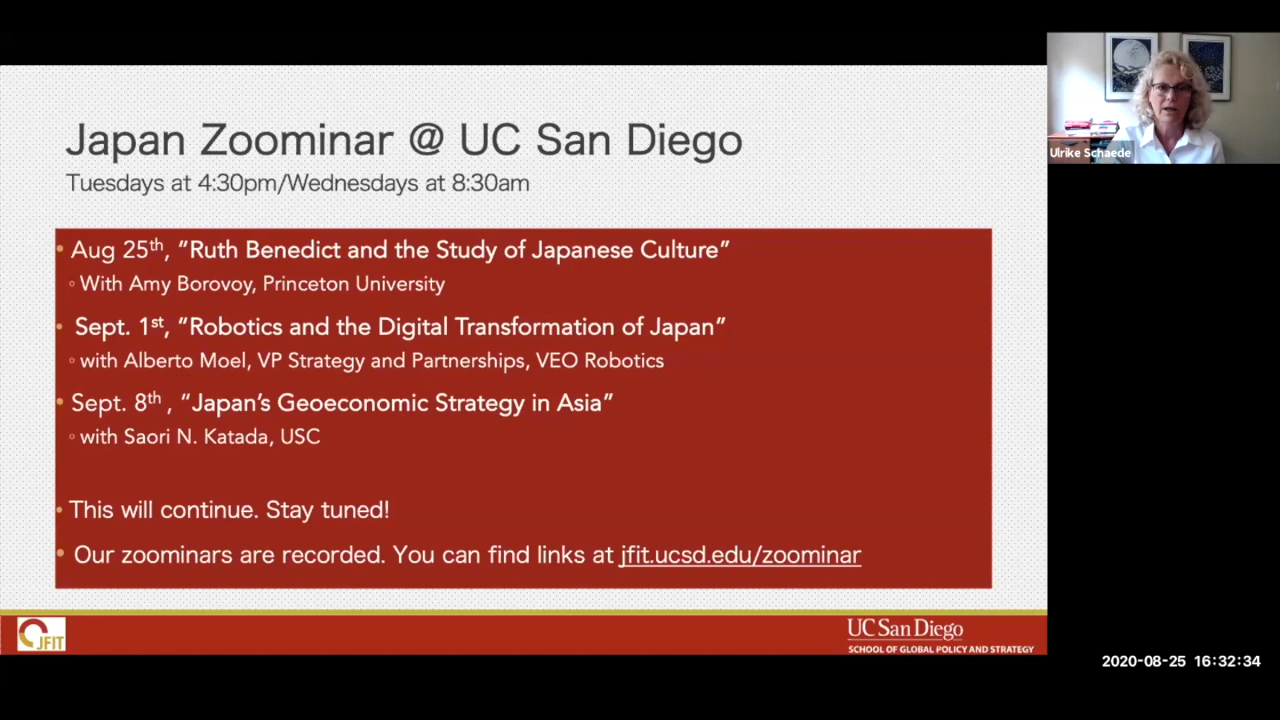 Japan Zoominar @ UC San Diego
Tuesdays at 4:30pm/Wednesdays at 8:30am
• Aug 25th, "Ruth Benedict and the Study of Japanese Culture"
◦ With Amy Borovoy, Princeton University
• Sept. 1st, "Robotics and the Digital Transformation of Japan"
◦ with Alberto Moel, VP Strategy and Partnerships, VEO Robotics
• Sept. 8th , "Japan's Geoeconomic Strategy in Asia"
◦ with Saori N. Katada, USC
• This will continue. Stay tuned!
• Our zoominars are recorded. You can find links at jfit.ucsd.edu/zoominar
JFIT
UC San Diego
SCHOOL OF GLOBAL POLICY AND STRATEGY
Ulrike Schaede
2020-08-25 16:32:34